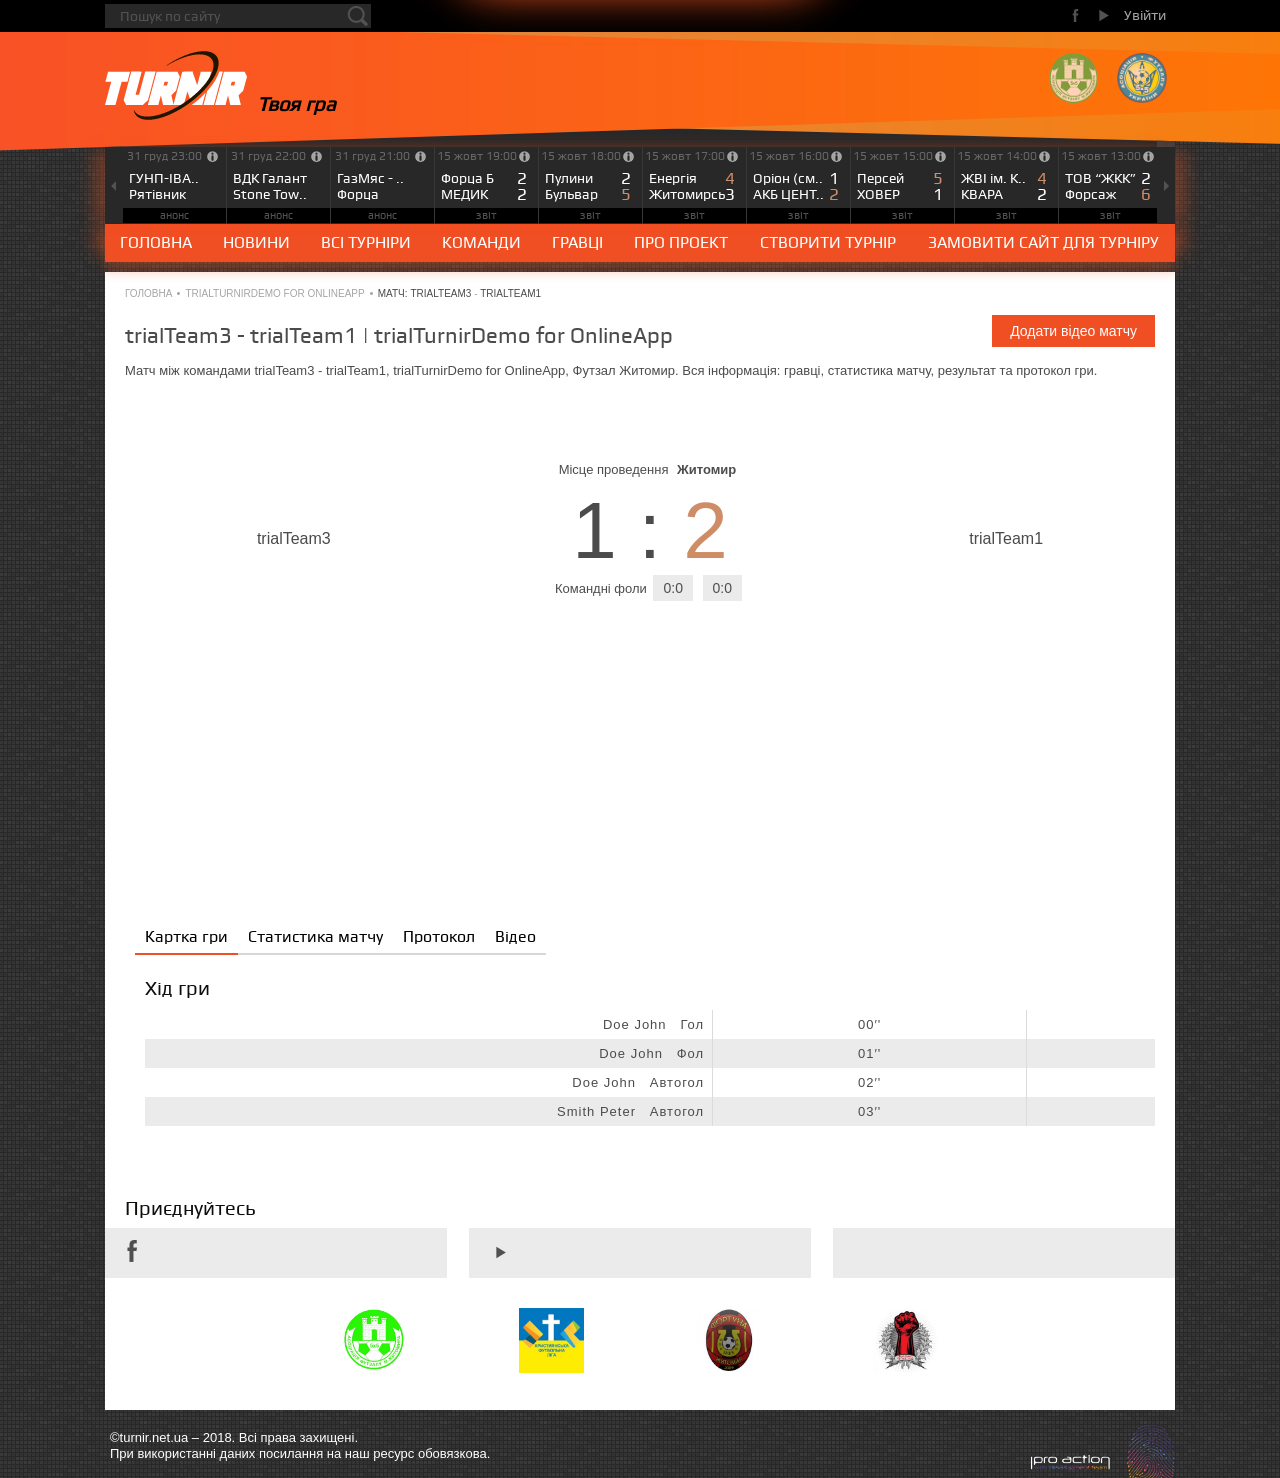 Пошук по сайту
Увійти
TURNIR
Твоя гра
31 груд 23:00 31 груд 22:00 31 груд 21:00 15 жовт 19:00 15 жовт 18:00 15 жовт 17:00 15 жовт 16:00 15 жовт 15:00 15 жовт 14:00 15 жовт 13:00
ГУНП-ІВА.. ВДК Галант ГазМяс - .. Форца Б 2 Пулини 2 Енергія 4 Оріон (см.. 1 Персей 5 ЖВІ ім. К.. 4 ТОВ “ЖКК” 2
Рятівник Stone Tow.. Форца МЕДИК 2 Бульвар 5 Житомирсь 3 АКБ ЦЕНТ.. 2 ХОВЕР 1 КВАРА 2 Форсаж 6
анонс анонс анонс звіт звіт звіт звіт звіт звіт звіт
ГОЛОВНА НОВИНИ ВСІ ТУРНІРИ КОМАНДИ ГРАВЦІ ПРО ПРОЕКТ СТВОРИТИ ТУРНІР ЗАМОВИТИ САЙТ ДЛЯ ТУРНІРУ
ГОЛОВНА • TRIALTURNIRDEMO FOR ONLINEAPP • МАТЧ: TRIALTEAM3 - TRIALTEAM1
trialTeam3 - trialTeam1 | trialTurnirDemo for OnlineApp
Додати відео матчу
Матч між командами trialTeam3 - trialTeam1, trialTurnirDemo for OnlineApp, Футзал Житомир. Вся інформація: гравці, статистика матчу, результат та протокол гри.
Місце проведення Житомир
trialTeam3 1 : 2 trialTeam1
Командні фоли 0:0 0:0
Картка гри Статистика матчу Протокол Відео
Хід гри
Doe John Гол 00''
Doe John Фол 01''
Doe John Автогол 02''
Smith Peter Автогол 03''
Приєднуйтесь
©turnir.net.ua – 2018. Всі права захищені.
При використанні даних посилання на наш ресурс обовязкова.
pro action